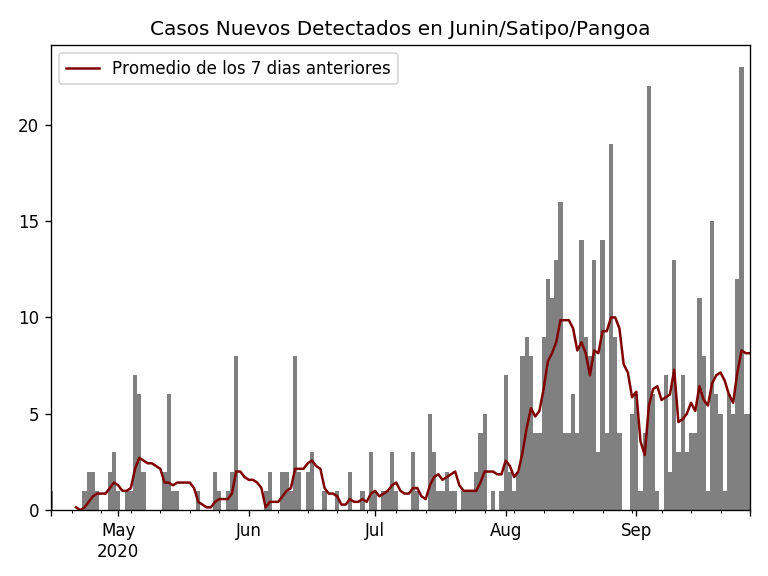 Casos Nuevos Detectados en Junin/Satipo/Pangoa
Promedio de los 7 dias anteriores
20
15
10
5
0
May Jun Jul Aug Sep
2020